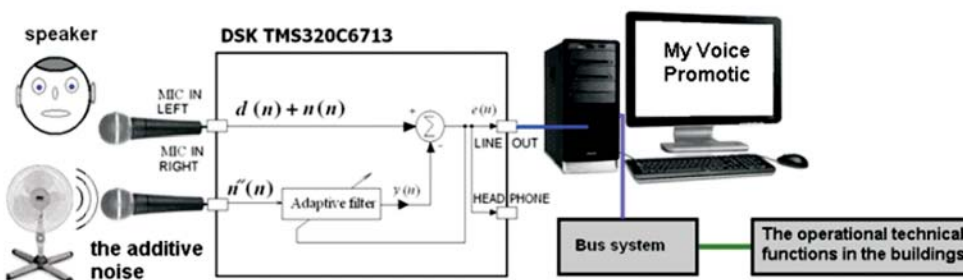 speaker
DSK TMS320C6713
MIC IN
LEFT
d (n) + n(n)
+
Σ
e(n)
-
LINE OUT
MIC IN
RIGHT
n''(n)
Adaptive filter
y(n)
HEAD PHONE
the additive
noise
My Voice
Promotic
Bus system
The operational technical
functions in the buildings